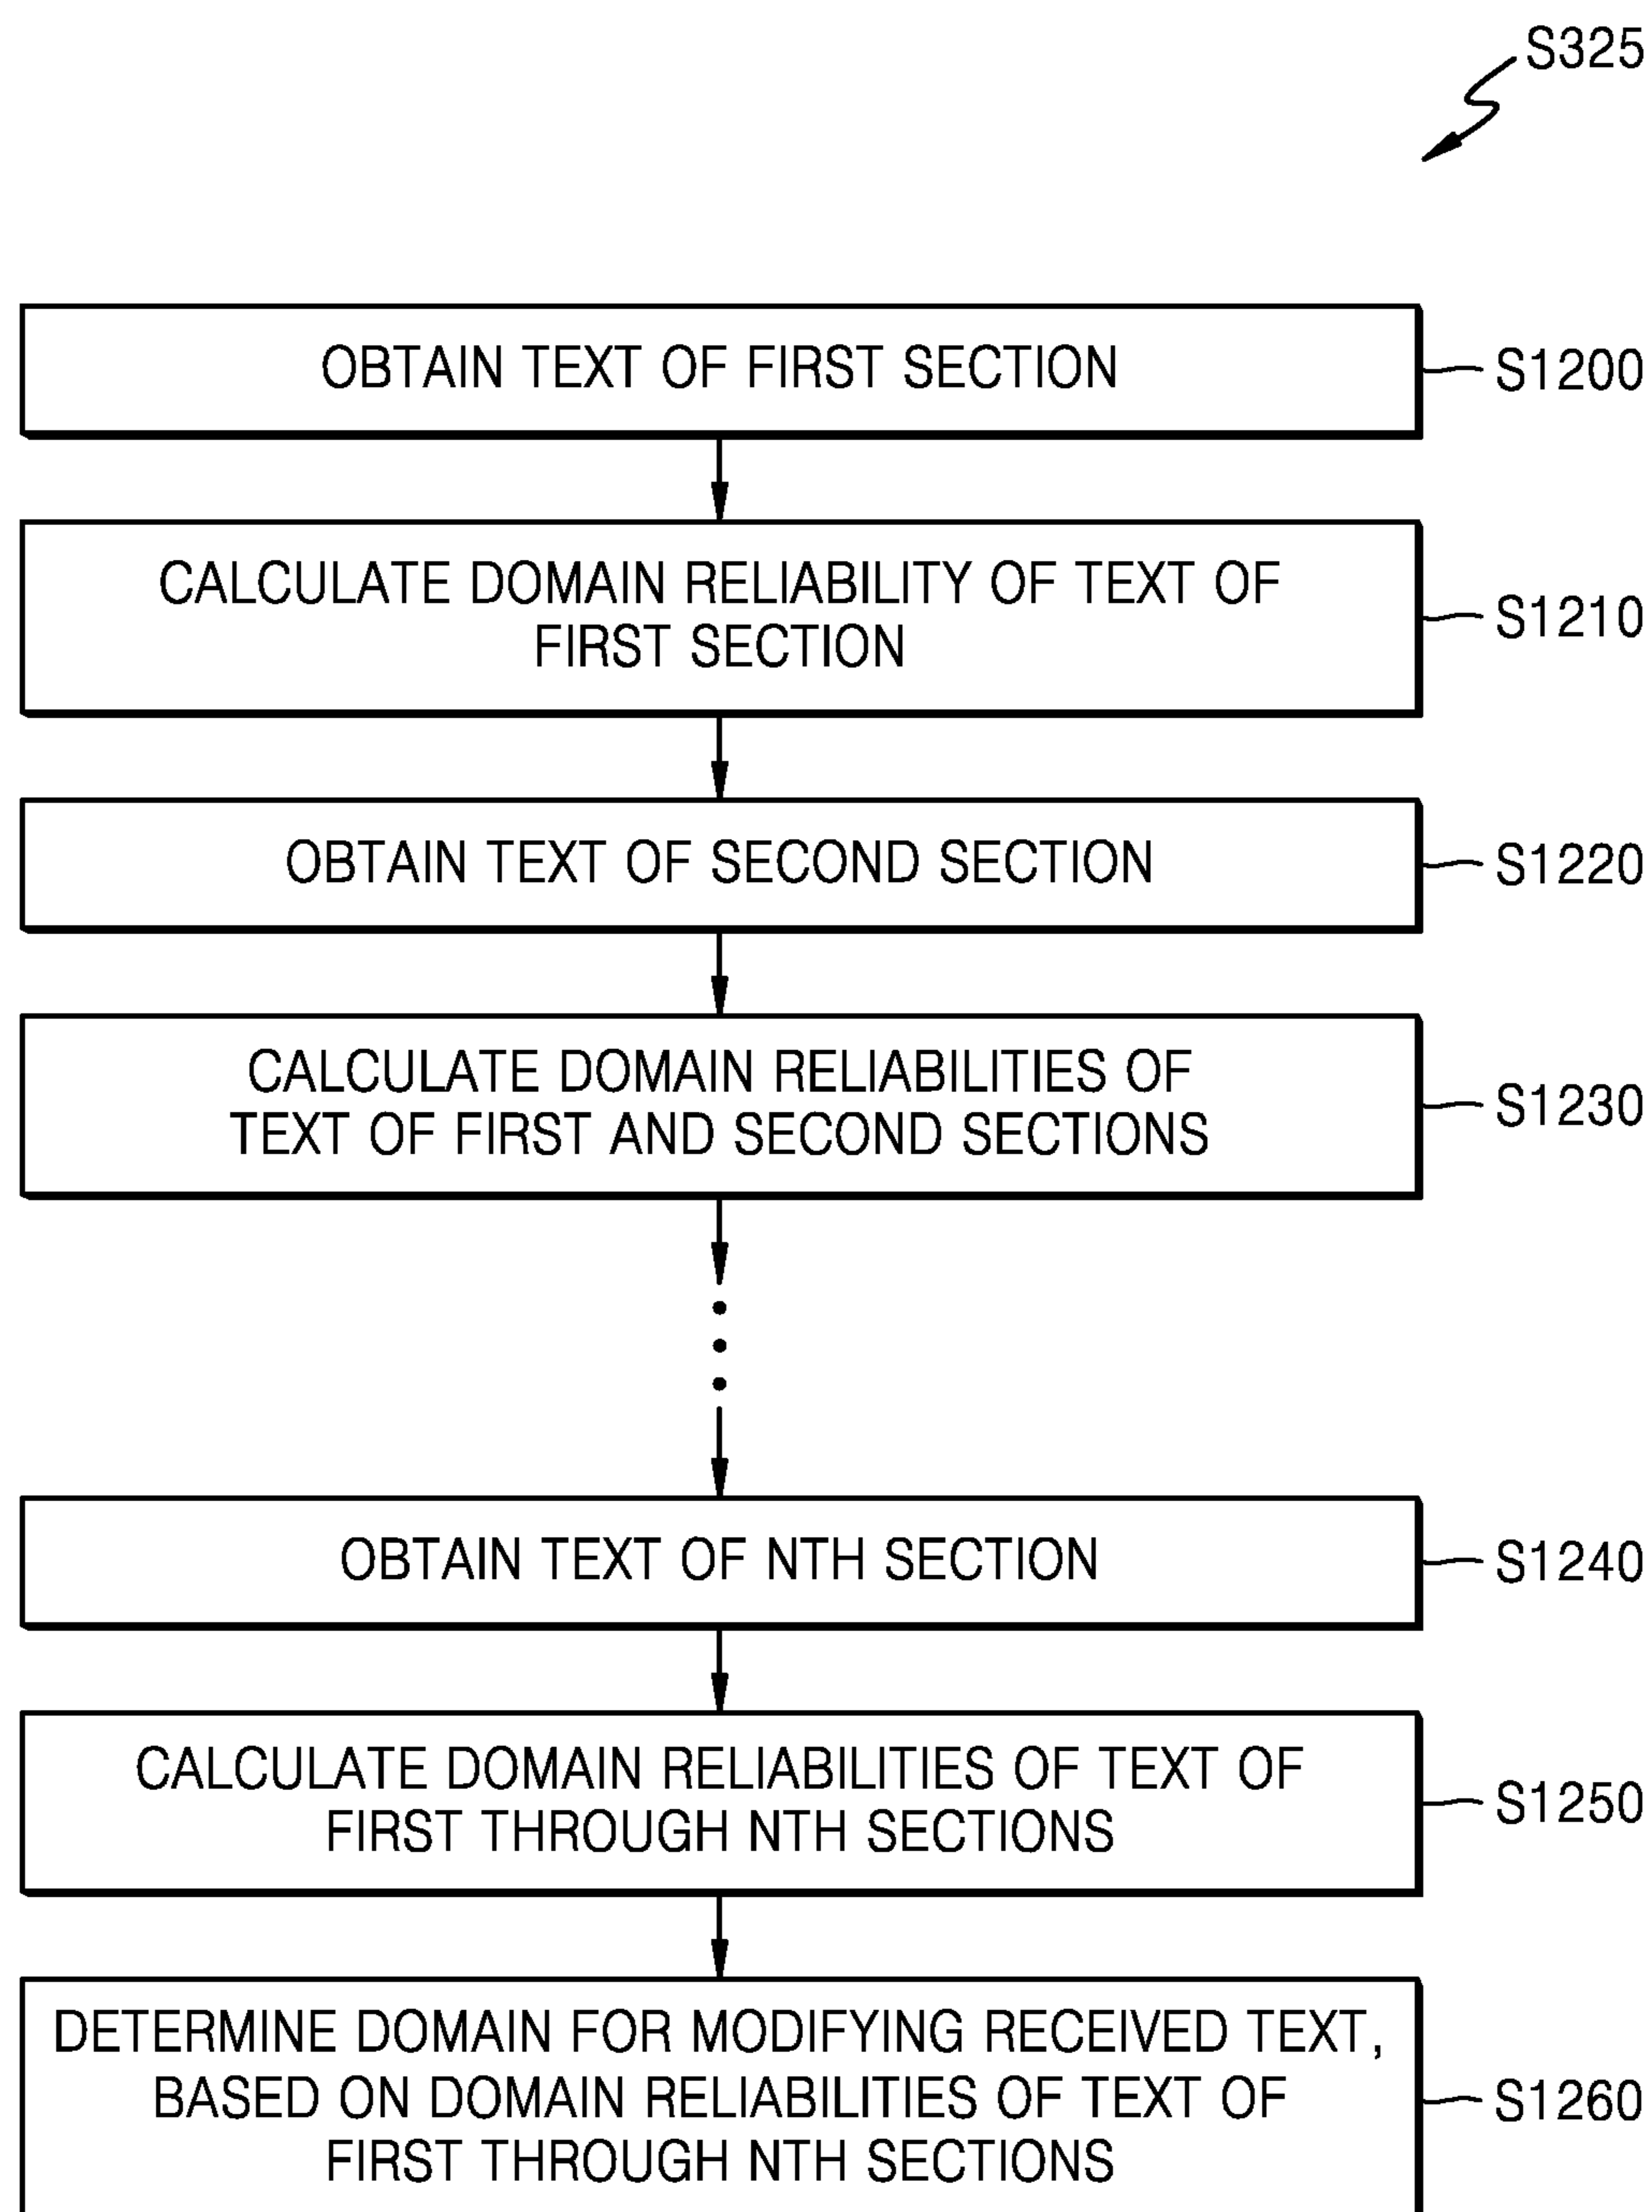 S325
OBTAIN TEXT OF FIRST SECTION
S1200
CALCULATE DOMAIN RELIABILITY OF TEXT OF
FIRST SECTION
S1210
OBTAIN TEXT OF SECOND SECTION
S1220
CALCULATE DOMAIN RELIABILITIES OF
TEXT OF FIRST AND SECOND SECTIONS
S1230
OBTAIN TEXT OF NTH SECTION
S1240
CALCULATE DOMAIN RELIABILITIES OF TEXT OF
FIRST THROUGH NTH SECTIONS
S1250
DETERMINE DOMAIN FOR MODIFYING RECEIVED TEXT,
BASED ON DOMAIN RELIABILITIES OF TEXT OF
FIRST THROUGH NTH SECTIONS
S1260